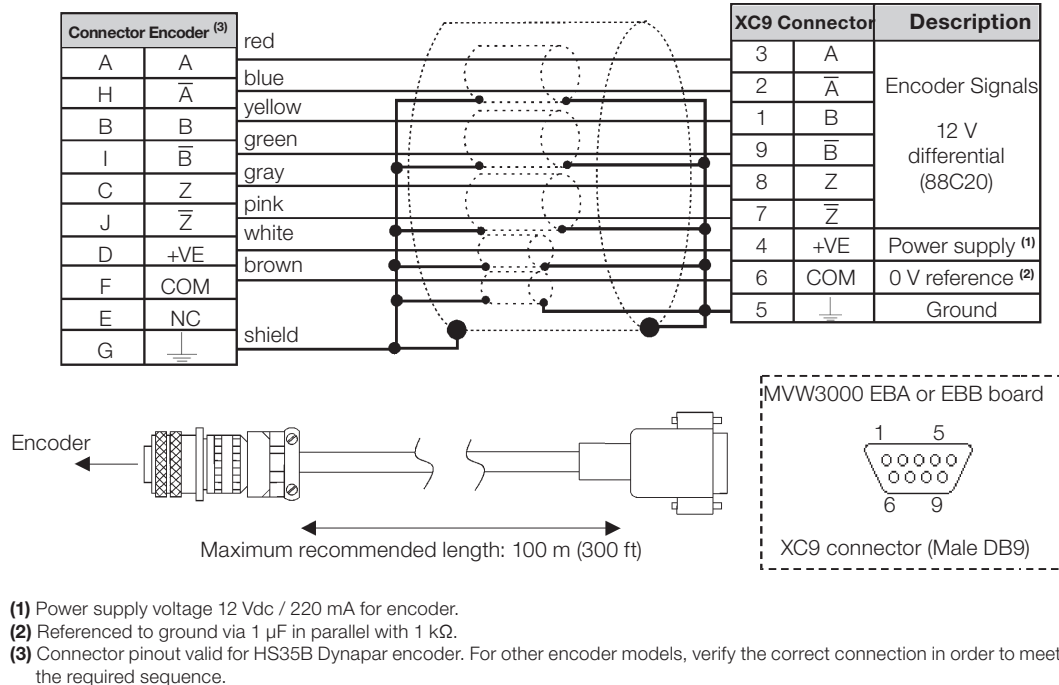 Connector Encoder (3)
A A
H A̅
B B
I B̅
C Z
J Z̅
D +VE
F COM
E NC
G
red
blue
yellow
green
gray
pink
white
brown
shield
XC9 Connector Description
3 A
2 A̅
1 B
9 B̅
8 Z
7 Z̅
4 +VE Power supply (1)
6 COM 0 V reference (2)
5 Ground
Encoder Signals
12 V
differential
(88C20)
Encoder
Maximum recommended length: 100 m (300 ft)
MVW3000 EBA or EBB board
1 5
6 9
XC9 connector (Male DB9)
(1) Power supply voltage 12 Vdc / 220 mA for encoder.
(2) Referenced to ground via 1 μF in parallel with 1 kΩ.
(3) Connector pinout valid for HS35B Dynapar encoder. For other encoder models, verify the correct connection in order to meet
the required sequence.